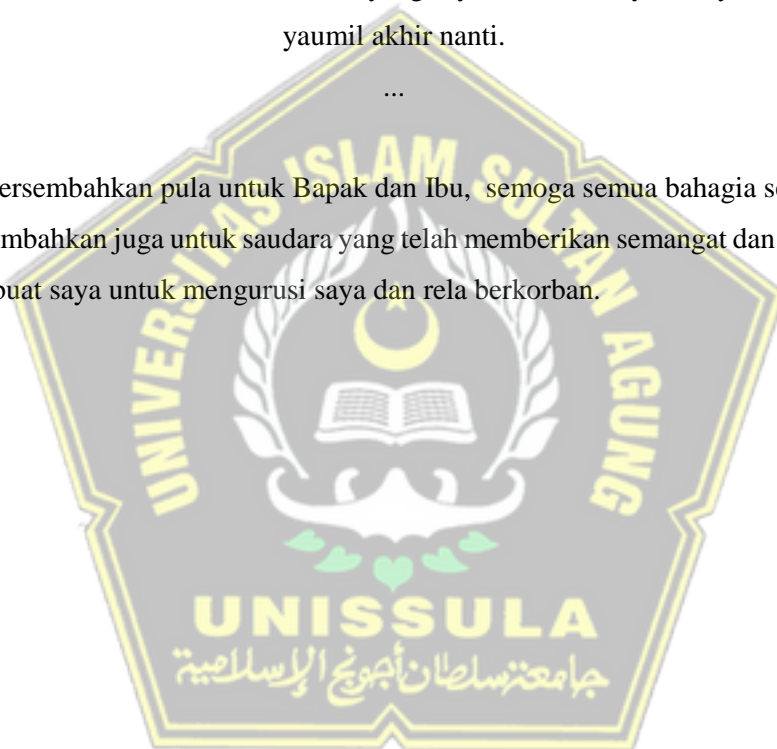 yaumil akhir nanti.
...
ersembahkan pula untuk Bapak dan Ibu, semoga semua bahagia
mbahkan juga untuk saudara yang telah memberikan semangat dan
buat saya untuk mengurusi saya dan rela berkorban.
UNIVERSITAS ISLAM SULTAN AGUNG
UNISSULA
جامعة سلطان أجونج الإسلامية